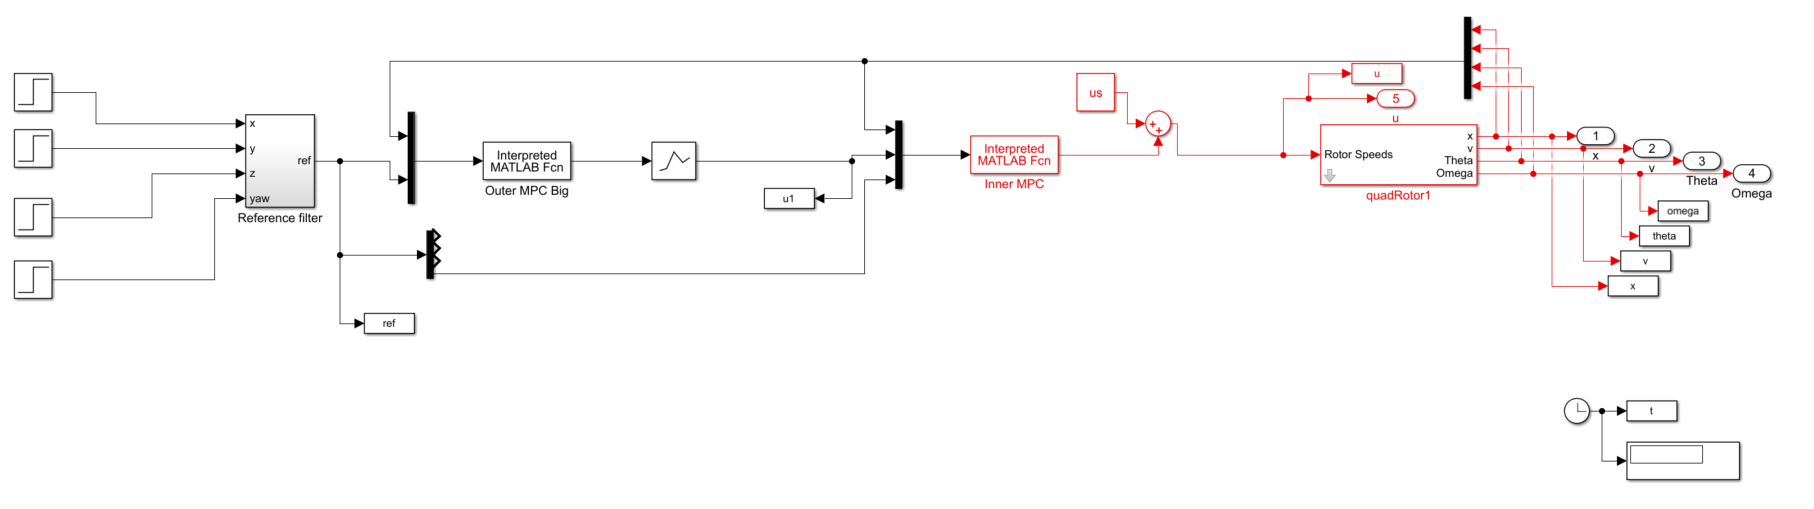 x
y
z
yaw
ref
Reference filter
ref
Interpreted
MATLAB Fcn
Outer MPC Big
u1
Interpreted
MATLAB Fcn
Inner MPC
us
+
+
u
5
u
Rotor Speeds
x
v
Theta
Omega
quadRotor1
1
x
2
v
3
Theta
4
Omega
omega
theta
v
x
t